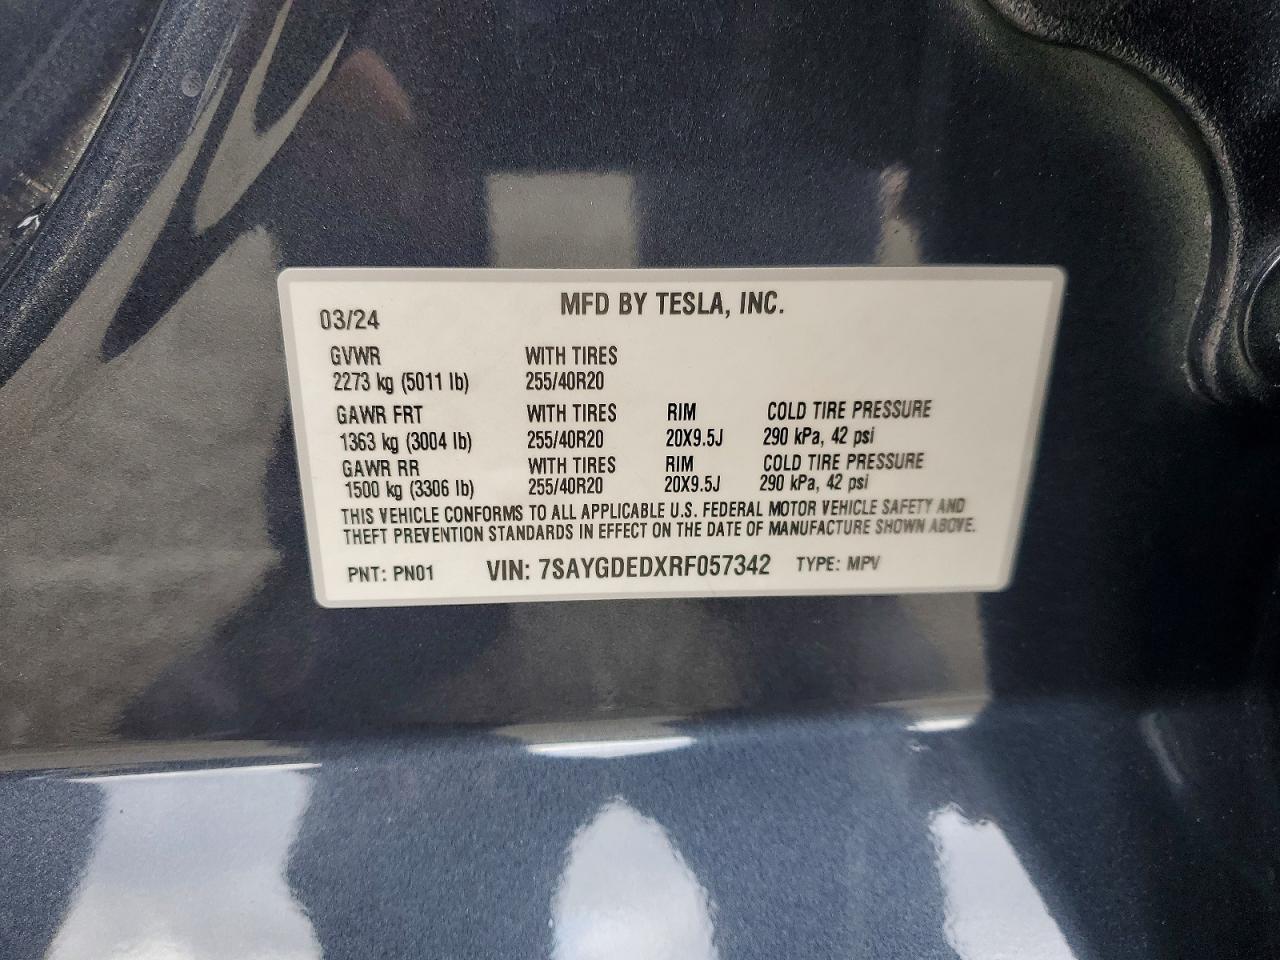 MFD BY TESLA, INC.
03/24
GVWR WITH TIRES
2273 kg (5011 lb) 255/40R20
GAWR FRT WITH TIRES RIM COLD TIRE PRESSURE
1363 kg (3004 lb) 255/40R20 20X9.5J 290 kPa, 42 psi
GAWR RR WITH TIRES RIM COLD TIRE PRESSURE
1500 kg (3306 lb) 255/40R20 20X9.5J 290 kPa, 42 psi
THIS VEHICLE CONFORMS TO ALL APPLICABLE U.S. FEDERAL MOTOR VEHICLE SAFETY AND
THEFT PREVENTION STANDARDS IN EFFECT ON THE DATE OF MANUFACTURE SHOWN ABOVE.
PNT: PN01 VIN: 7SAYGDEDXRF057342 TYPE: MPV